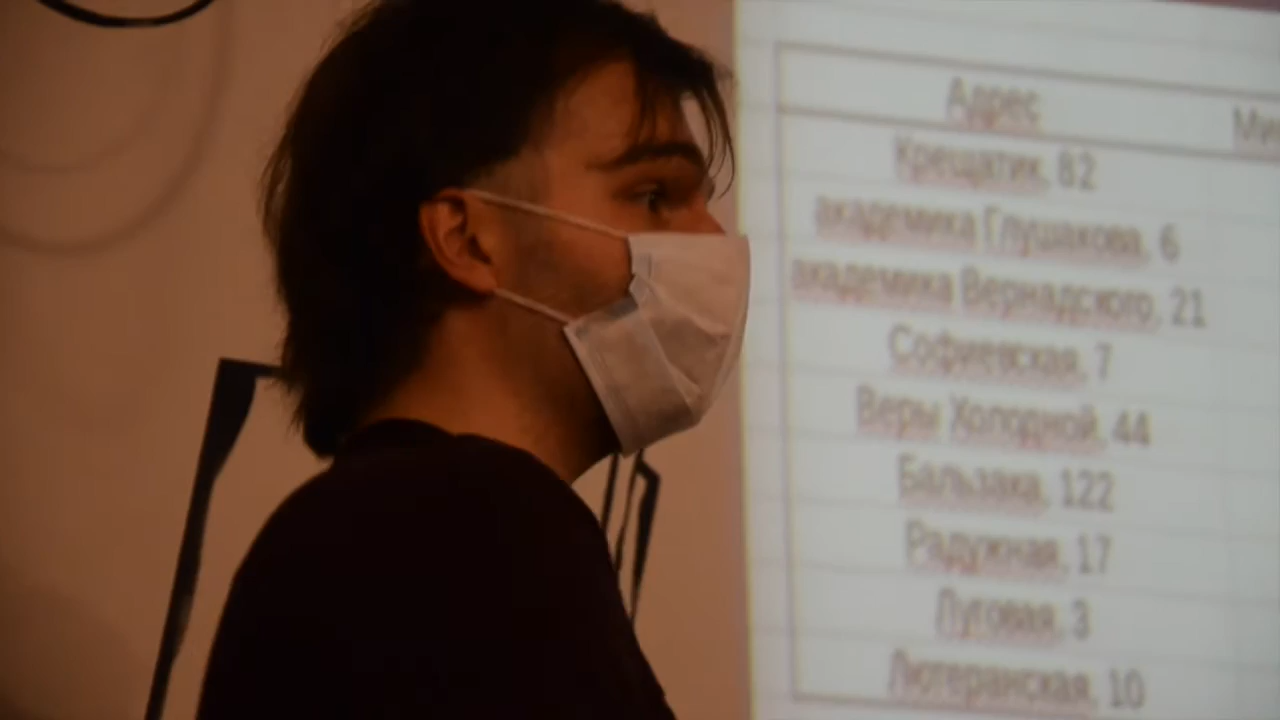 Адрес
Крещатик, 82
академика Глушакова, 6
академика Вернадского, 21
Софиевская, 7
Веры Холодной, 44
Бальзака, 122
Радужная, 17
Луговая, 3
Лютеранская, 10